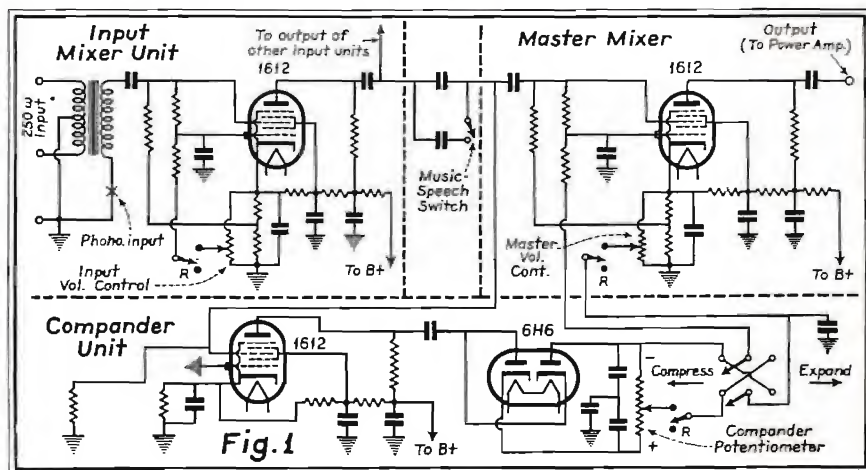 Input
Mixer Unit
To output of
other input units
1612
250 ω
Input
Phono. input
Input
Vol. Control
R
To B+
Music
Speech
Switch
Master Mixer
Output
(To Power Amp.)
1612
Master
Vol.
Cont.
R
To B+
Compander
Unit
1612
Fig. 1
To B+
6H6
−
+
Compress
Expand
R
Compander
Potentiometer